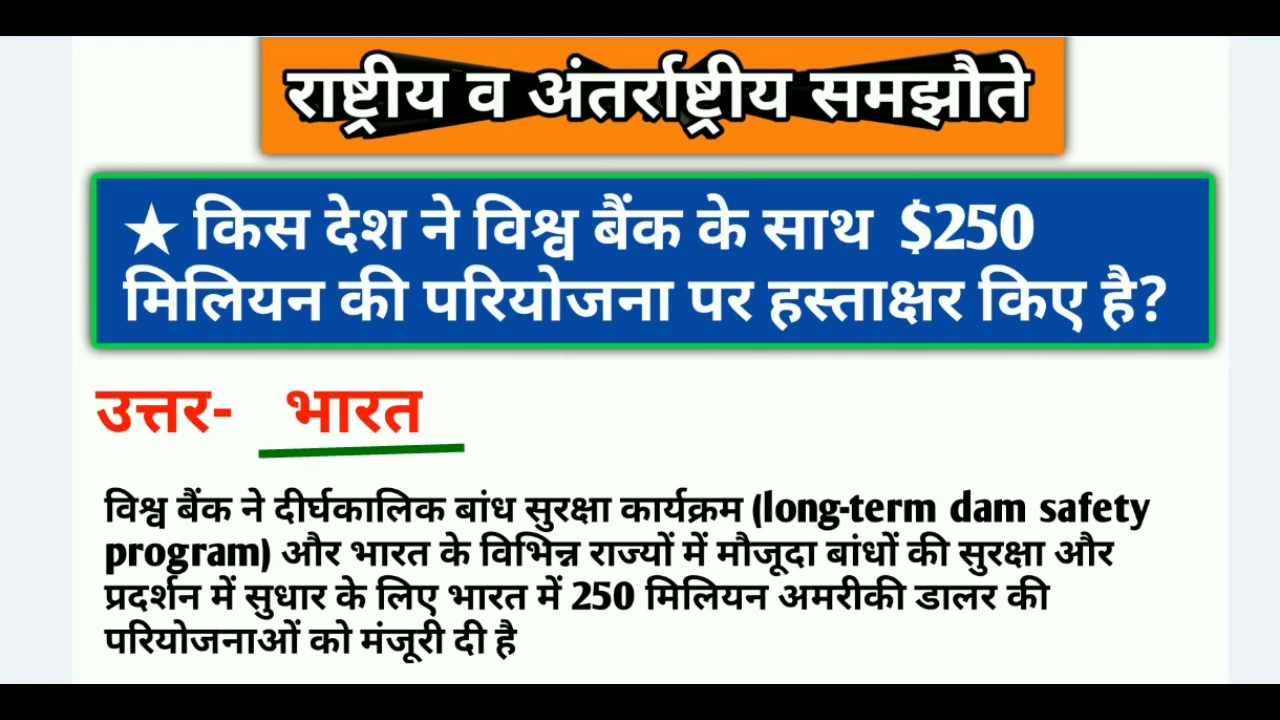 राष्ट्रीय व अंतर्राष्ट्रीय समझौते
★ किस देश ने विश्व बैंक के साथ $250
मिलियन की परियोजना पर हस्ताक्षर किए है?
उत्तर- भारत
विश्व बैंक ने दीर्घकालिक बांध सुरक्षा कार्यक्रम (long-term dam safety
program) और भारत के विभिन्न राज्यों में मौजूदा बांधों की सुरक्षा और
प्रदर्शन में सुधार के लिए भारत में 250 मिलियन अमरीकी डालर की
परियोजनाओं को मंजूरी दी है